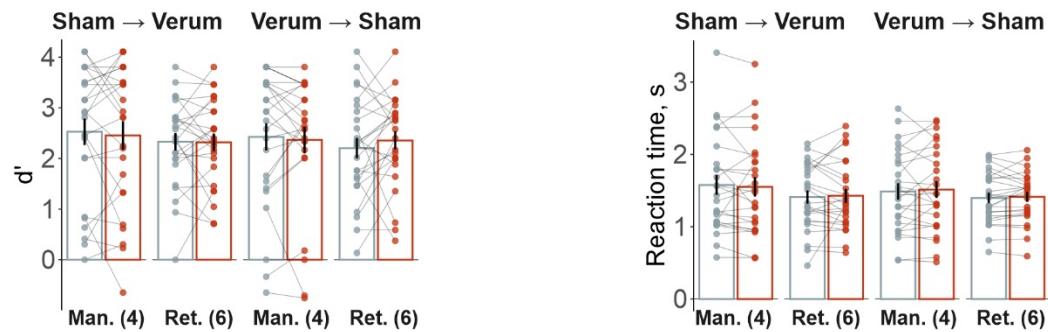 Sham → Verum Verum → Sham
4
3
2
1
0
d'
Man. (4) Ret. (6) Man. (4) Ret. (6)
Sham → Verum Verum → Sham
3
2
1
0
Reaction time, s
Man. (4) Ret. (6) Man. (4) Ret. (6)